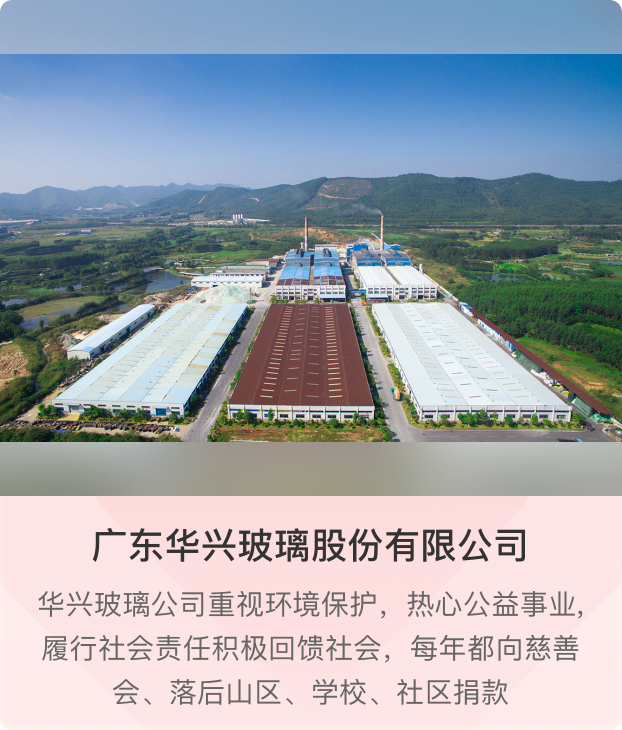 广东华兴玻璃股份有限公司
华兴玻璃公司重视环境保护，热心公益事业,
履行社会责任积极回馈社会，每年都向慈善
会、落后山区、学校、社区捐款